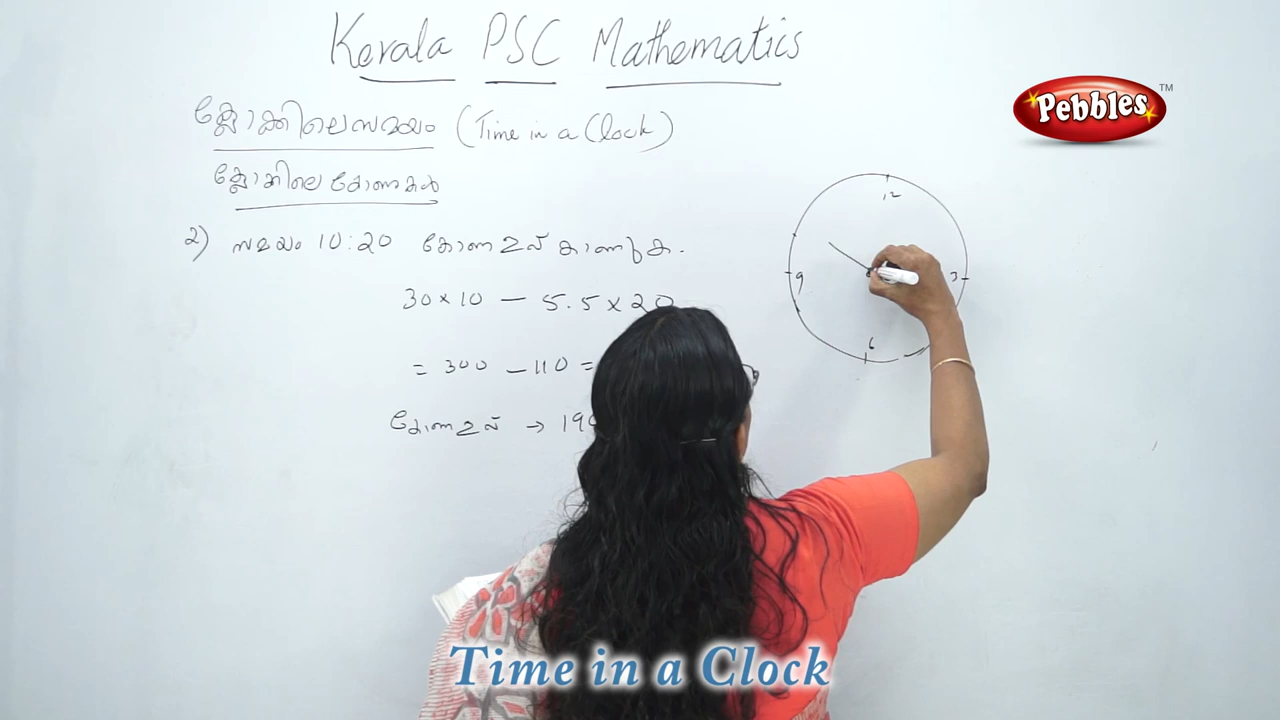 Kerala PSC Mathematics
ക്ലോക്കിലെ സമയം (Time in a Clock)
ക്ലോക്കിലെ കോണുകൾ
2) സമയം 10:20 കോണളവ് കാണുക.
30 × 10 — 5.5 × 20
= 300 — 110 =
കോണളവ് → 190
12
9
3
6
Pebbles TM
Time in a Clock